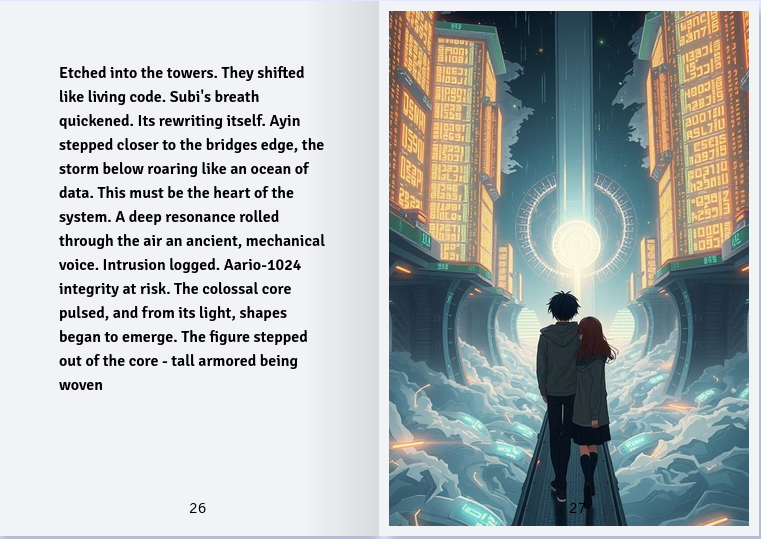 Etched into the towers. They shifted
like living code. Subi's breath
quickened. Its rewriting itself. Ayin
stepped closer to the bridges edge, the
storm below roaring like an ocean of
data. This must be the heart of the
system. A deep resonance rolled
through the air an ancient, mechanical
voice. Intrusion logged. Aario-1024
integrity at risk. The colossal core
pulsed, and from its light, shapes
began to emerge. The figure stepped
out of the core - tall armored being
woven
26
27